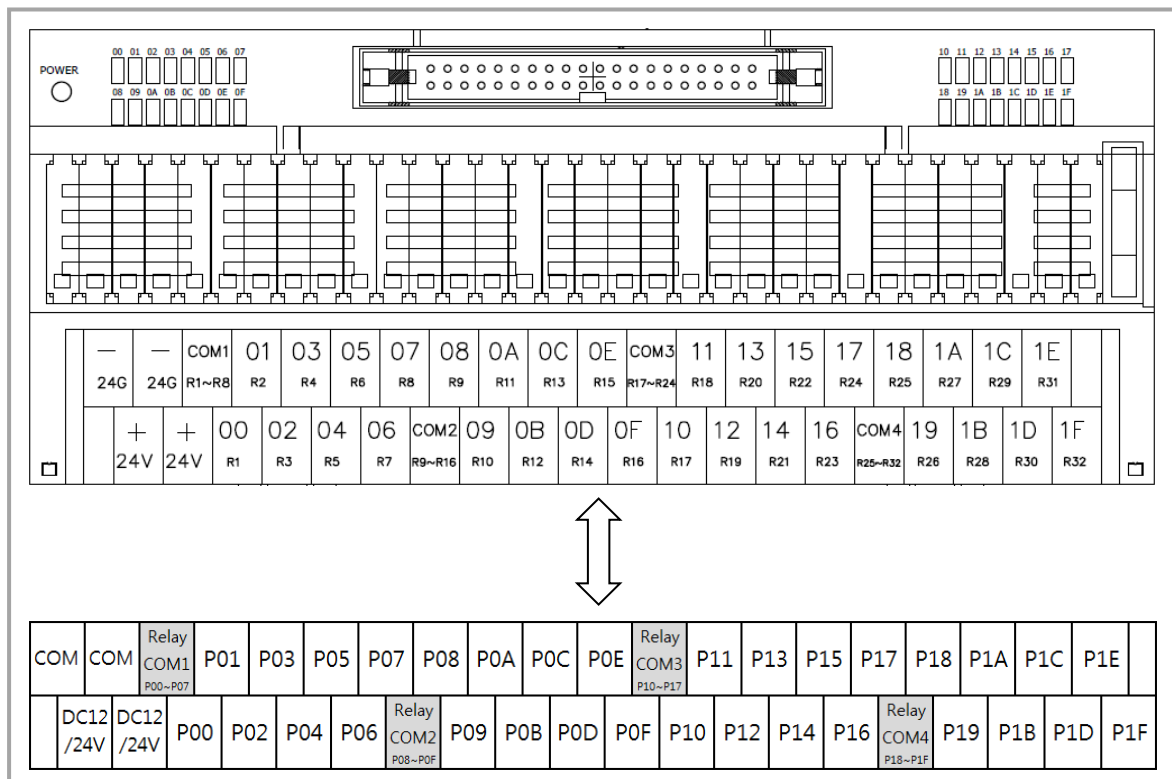 00 01 02 03 04 05 06 07
10 11 12 13 14 15 16 17
POWER
08 09 0A 0B 0C 0D 0E 0F
18 19 1A 1B 1C 1D 1E 1F
— — COM1 01 03 05 07 08 0A 0C 0E COM3 11 13 15 17 18 1A 1C 1E
24G 24G R1~R8 R2 R4 R6 R8 R9 R11 R13 R15 R17~R24 R18 R20 R22 R24 R25 R27 R29 R31
+ + 00 02 04 06 COM2 09 0B 0D 0F 10 12 14 16 COM4 19 1B 1D 1F
24V 24V R1 R3 R5 R7 R9~R16 R10 R12 R14 R16 R17 R19 R21 R23 R25~R32 R26 R28 R30 R32
COM COM Relay COM1 P00~P07 P01 P03 P05 P07 P08 P0A P0C P0E Relay COM3 P10~P17 P11 P13 P15 P17 P18 P1A P1C P1E
DC12/24V DC12/24V P00 P02 P04 P06 Relay COM2 P08~P0F P09 P0B P0D P0F P10 P12 P14 P16 Relay COM4 P18~P1F P19 P1B P1D P1F